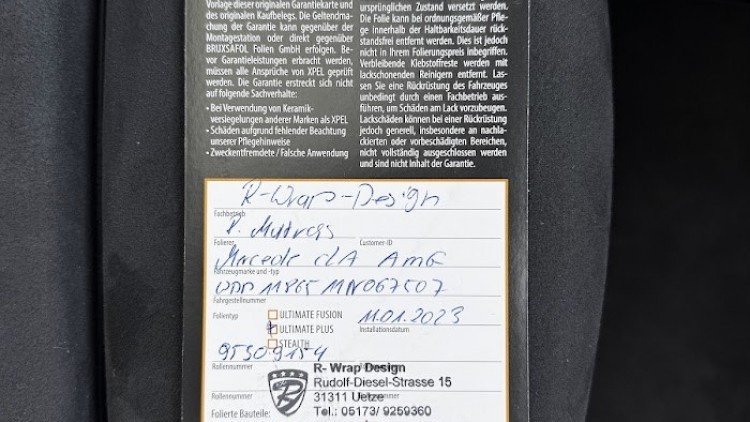 Vorlage dieser originalen Garantiekarte und
des originalen Kaufbelegs. Die Geltendma-
chung der Garantie kann gegenüber der
Montagestation oder direkt gegenüber
BRUXSAFOL Folien GmbH erfolgen. Be-
vor Garantieleistungen erbracht werden,
müssen alle Ansprüche von XPEL geprüft
werden. Die Garantie erstreckt sich nicht
auf folgende Sachverhalte:
• Bei Verwendung von Keramik-
versiegelungen anderer Marken als XPEL
• Schäden aufgrund fehlender Beachtung
unserer Pflegehinweise
• Zweckentfremdete / Falsche Anwendung
ursprünglichen Zustand versetzt werden.
Die Folie kann bei ordnungsgemäßer Pfle-
ge innerhalb der Haltbarkeitsdauer rück-
standsfrei entfernt werden. Dies ist jedoch
nicht in Ihrem Folierungspreis inbegriffen.
Verbleibende Klebstoffreste werden mit
lackschonenden Reinigern entfernt. Las-
sen Sie eine Rückrüstung des Fahrzeuges
unbedingt durch einen Fachbetrieb aus-
führen, um Schäden am Lack vorzubeugen.
Lackschäden können bei einer Rückrüstung
jedoch generell, insbesondere an nachla-
ckierten oder vorbeschädigten Bereichen,
nicht vollständig ausgeschlossen werden
und sind nicht Inhalt der Garantie.
R-Wrap-Design
Fachbetrieb
Folierer Customer-ID
CLA AMG
Fahrzeugmarke und -typ
Fahrgestellnummer
Folientyp ULTIMATE FUSION 11.01.2023
ULTIMATE PLUS Installationsdatum
STEALTH
95309154
Rollennummer
R- Wrap Design
Rudolf-Diesel-Strasse 15
Rollennummer 31311 Uetze
Folierte Bauteile: Tel.: 05173/ 9259360